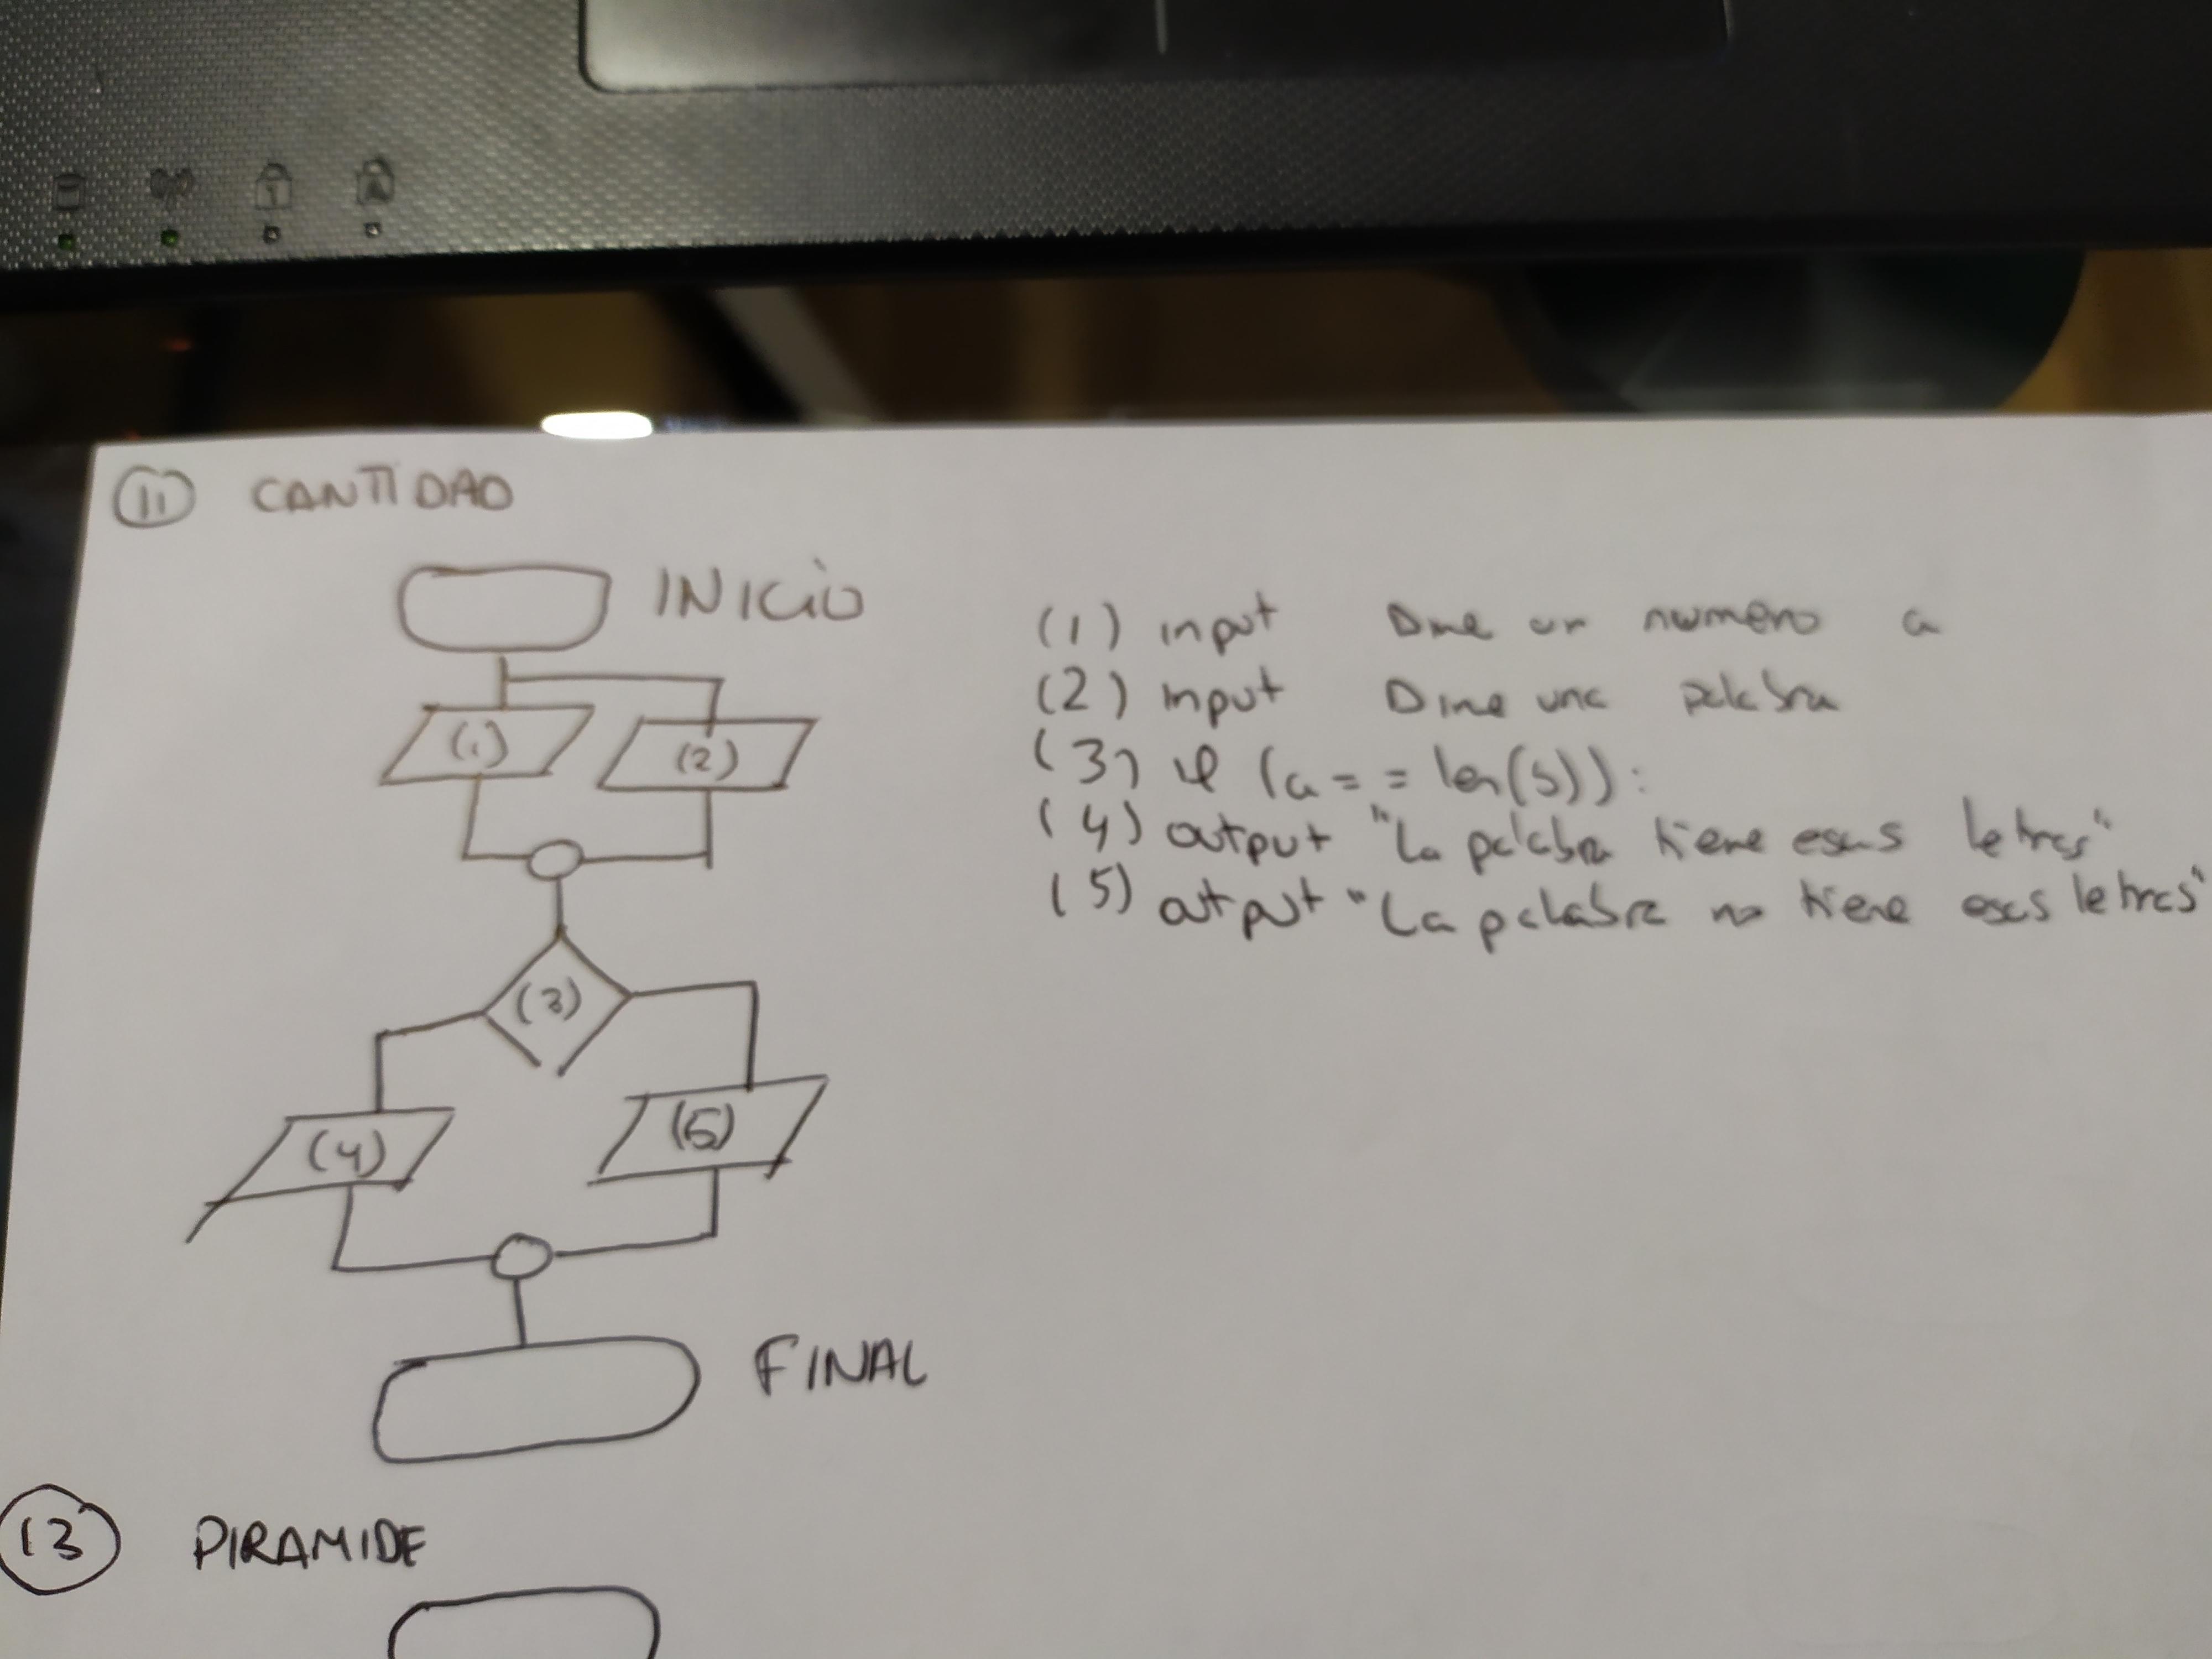 11 CANTIDAD
INICIO
(1) input Dme un numero a
(2) input Dime una palabra
(3) if (a = = len(s)):
(4) output "La palabra tiene esas letras"
(5) output "La palabra no tiene esas letras"
(1) (2)
(3)
(4) (5)
FINAL
13 PIRAMIDE